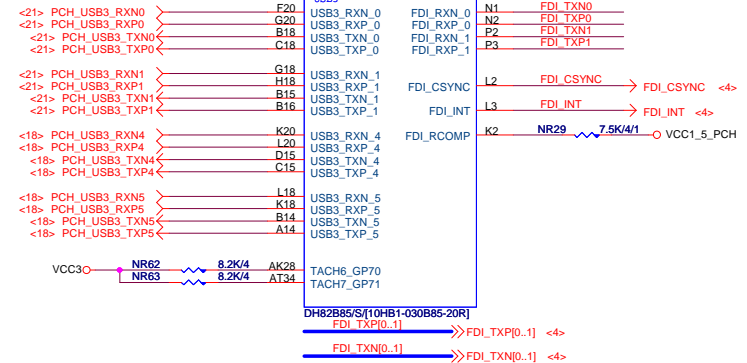 USB3
<21> PCH_USB3_RXN0 F20 USB3_RXN_0 FDI_RXN_0 N1 FDI_TXN0
<21> PCH_USB3_RXP0 G20 USB3_RXP_0 FDI_RXP_0 N2 FDI_TXP0
<21> PCH_USB3_TXN0 B18 USB3_TXN_0 FDI_RXN_1 P2 FDI_TXN1
<21> PCH_USB3_TXP0 C18 USB3_TXP_0 FDI_RXP_1 P3 FDI_TXP1
<21> PCH_USB3_RXN1 G18 USB3_RXN_1
<21> PCH_USB3_RXP1 H18 USB3_RXP_1 FDI_CSYNC L2 FDI_CSYNC FDI_CSYNC <4>
<21> PCH_USB3_TXN1 B15 USB3_TXN_1
<21> PCH_USB3_TXP1 B16 USB3_TXP_1 FDI_INT L3 FDI_INT FDI_INT <4>
<18> PCH_USB3_RXN4 K20 USB3_RXN_4 FDI_RCOMP K2 NR29 7.5K/4/1 VCC1_5_PCH
<18> PCH_USB3_RXP4 L20 USB3_RXP_4
<18> PCH_USB3_TXN4 D15 USB3_TXN_4
<18> PCH_USB3_TXP4 C15 USB3_TXP_4
<18> PCH_USB3_RXN5 L18 USB3_RXN_5
<18> PCH_USB3_RXP5 K18 USB3_RXP_5
<18> PCH_USB3_TXN5 B14 USB3_TXN_5
<18> PCH_USB3_TXP5 A14 USB3_TXP_5
VCC3 NR62 8.2K/4 AK28 TACH6_GP70
NR63 8.2K/4 AT34 TACH7_GP71
DH82B85/S/[10HB1-030B85-20R]
FDI_TXP[0..1] FDI_TXP[0..1] <4>
FDI_TXN[0..1] FDI_TXN[0..1] <4>